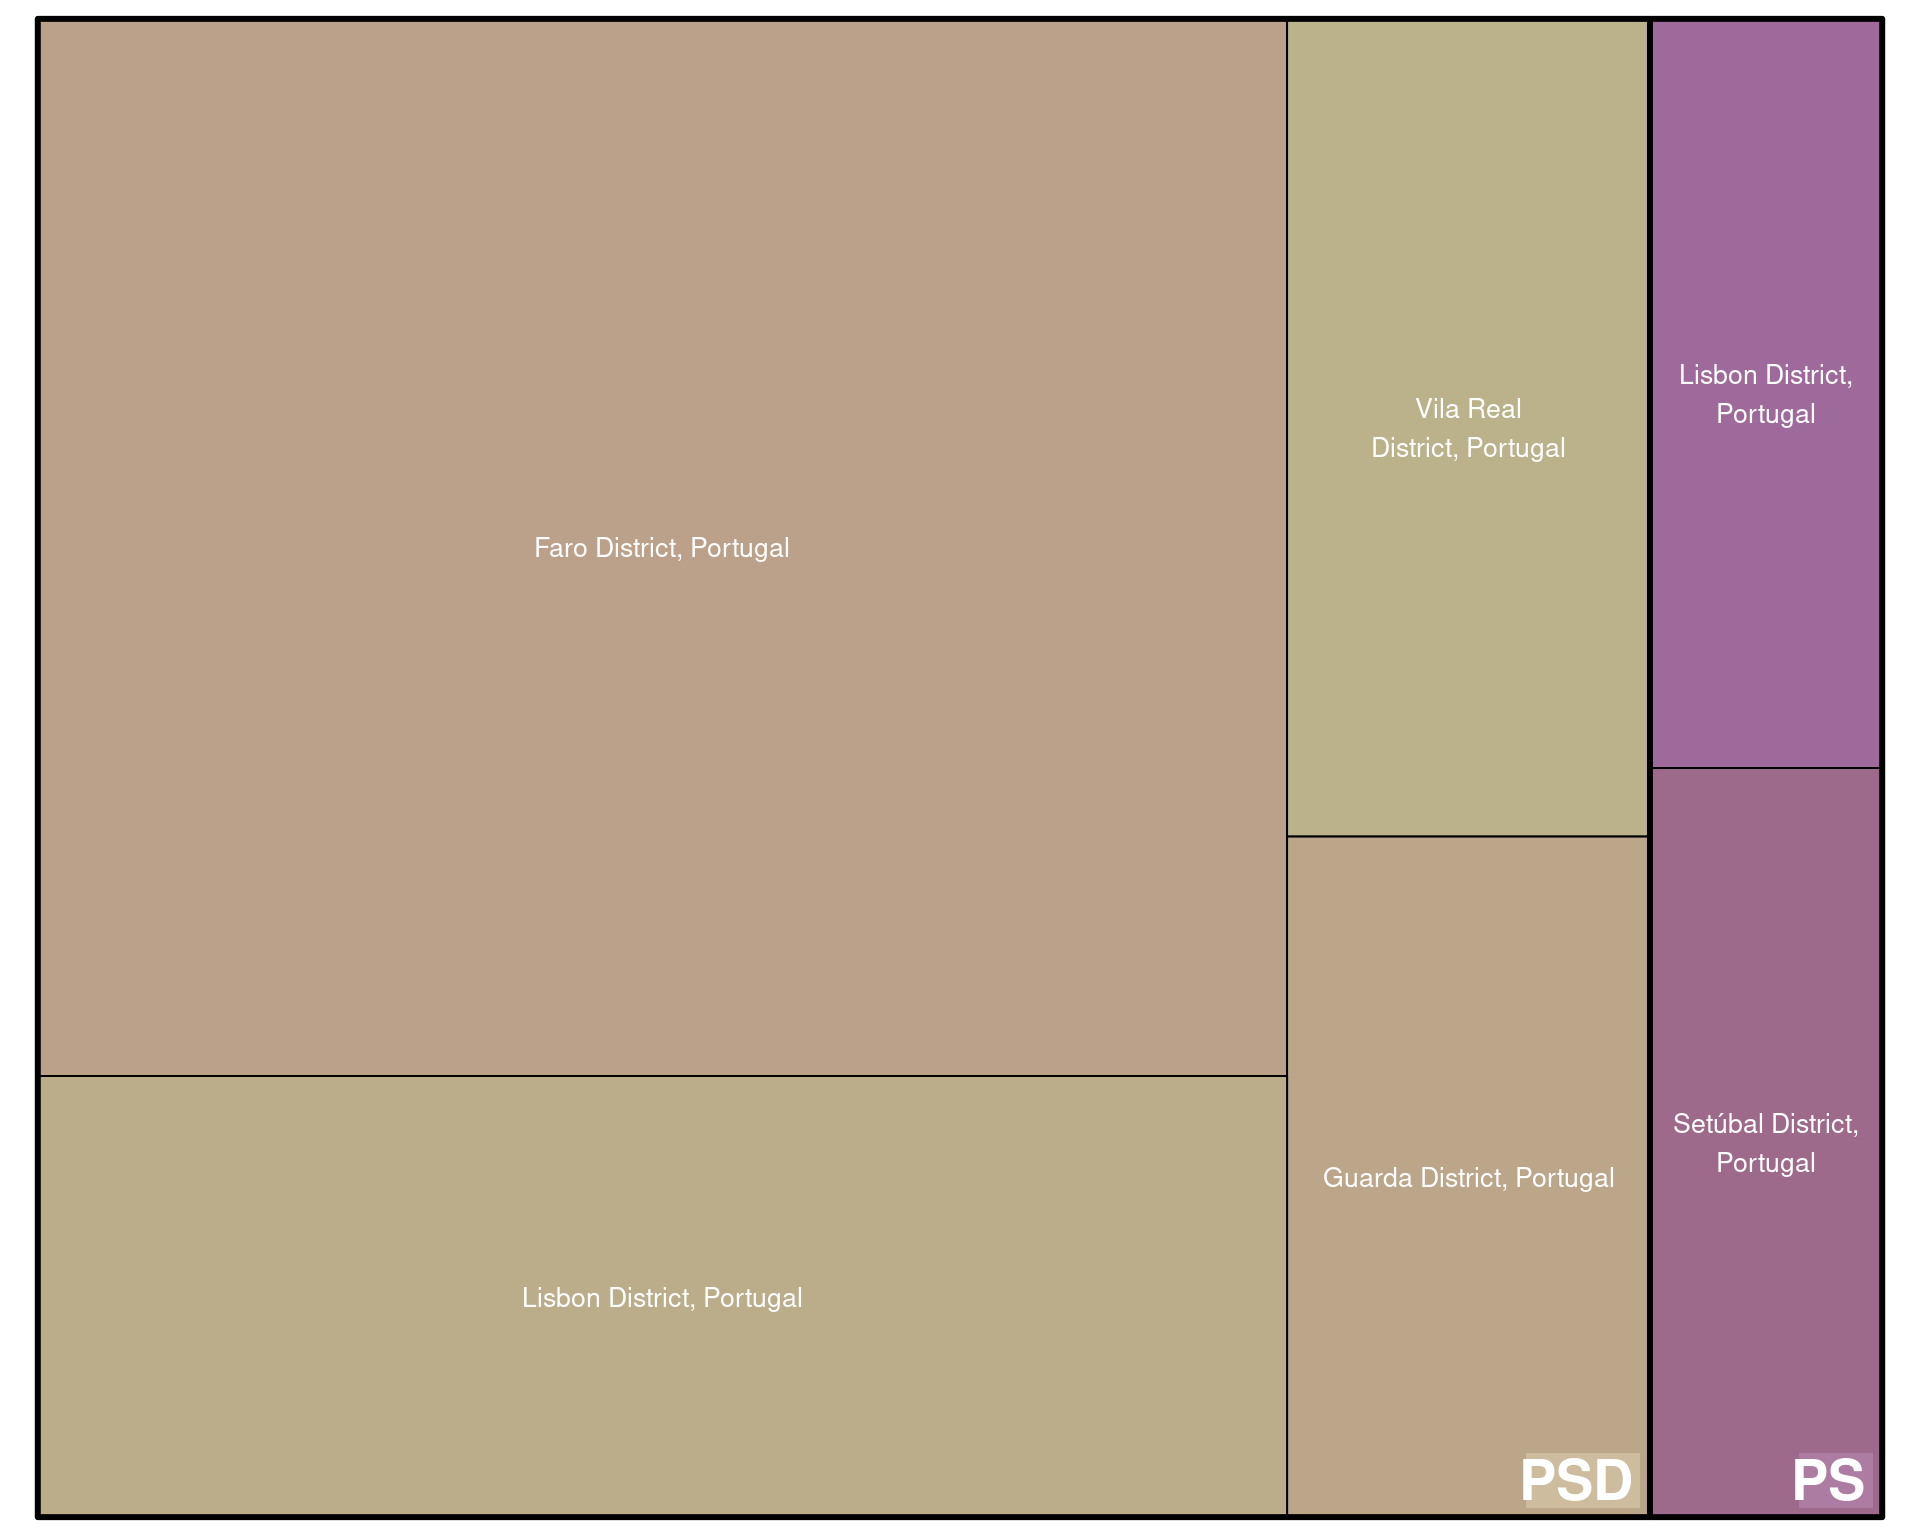 Faro District, Portugal
Lisbon District, Portugal
Vila Real
District, Portugal
Guarda District, Portugal
PSD
Lisbon District,
Portugal
Setúbal District,
Portugal
PS